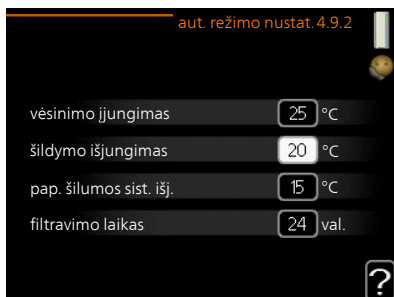 aut. režimo nustat. 4.9.2
vėsinimo įjungimas 25 °C
šildymo išjungimas 20 °C
pap. šilumos sist. išj. 15 °C
filtravimo laikas 24 val.
?